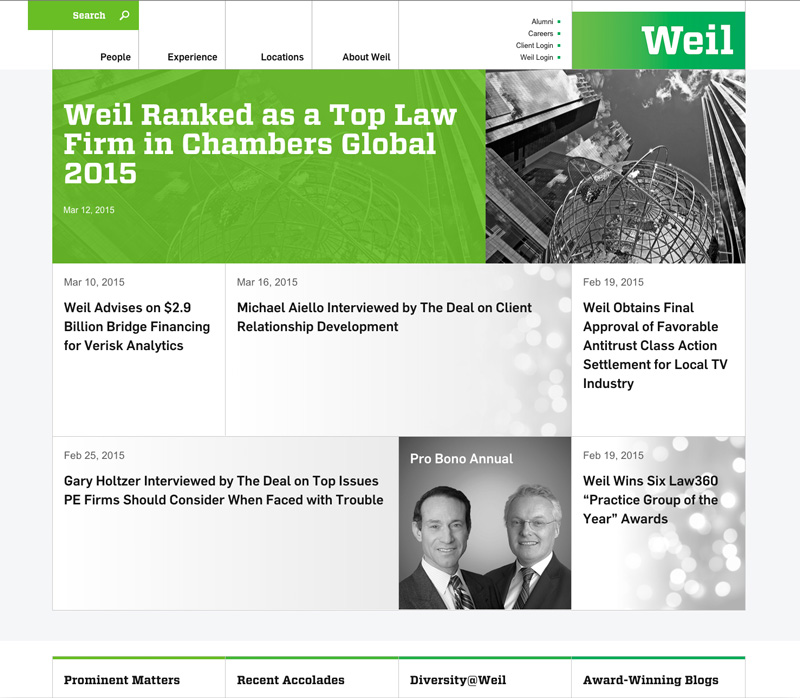 Search
People
Experience
Locations
About Weil
Alumni
Careers
Client Login
Weil Login
Weil
Weil Ranked as a Top Law
Firm in Chambers Global
2015
Mar 12, 2015
Mar 10, 2015
Weil Advises on $2.9
Billion Bridge Financing
for Verisk Analytics
Mar 16, 2015
Michael Aiello Interviewed by The Deal on Client
Relationship Development
Feb 19, 2015
Weil Obtains Final
Approval of Favorable
Antitrust Class Action
Settlement for Local TV
Industry
Feb 25, 2015
Gary Holtzer Interviewed by The Deal on Top Issues
PE Firms Should Consider When Faced with Trouble
Pro Bono Annual
Feb 19, 2015
Weil Wins Six Law360
“Practice Group of the
Year” Awards
Prominent Matters
Recent Accolades
Diversity@Weil
Award-Winning Blogs